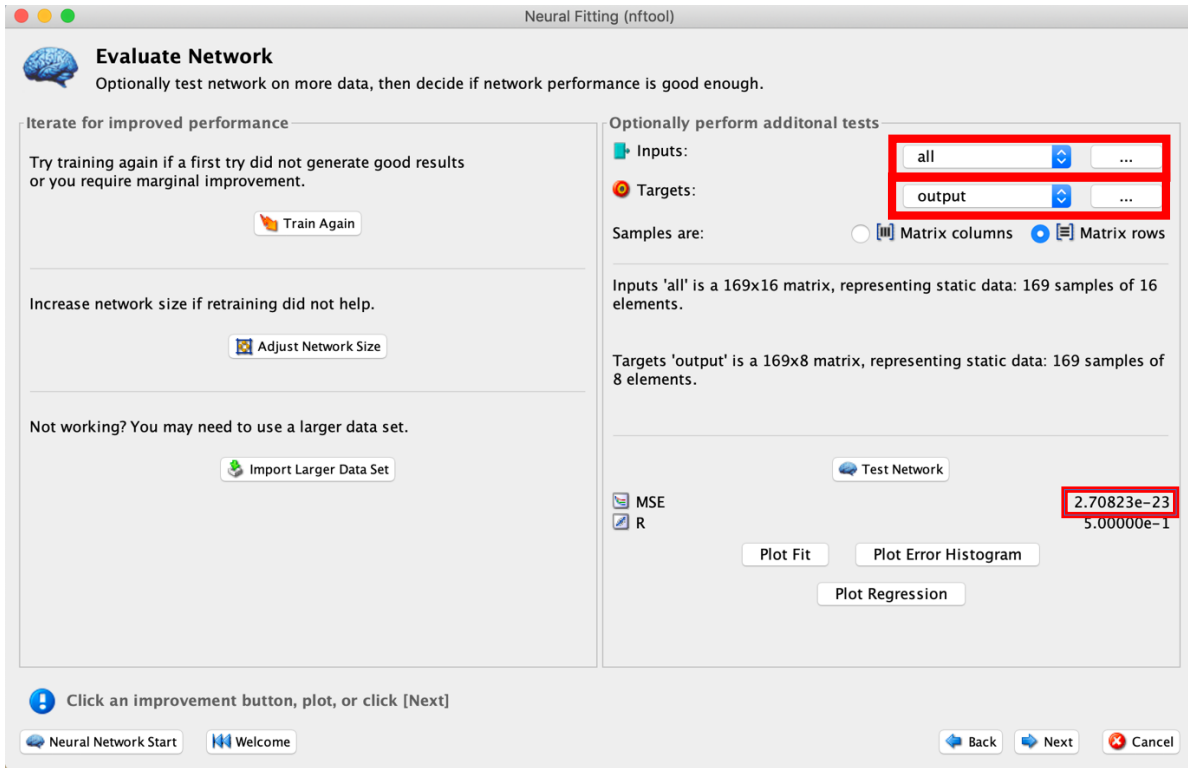 Neural Fitting (nftool)
Evaluate Network
Optionally test network on more data, then decide if network performance is good enough.
Iterate for improved performance
Try training again if a first try did not generate good results
or you require marginal improvement.
Train Again
Increase network size if retraining did not help.
Adjust Network Size
Not working? You may need to use a larger data set.
Import Larger Data Set
Optionally perform additonal tests
Inputs: all ...
Targets: output ...
Samples are: Matrix columns Matrix rows
Inputs 'all' is a 169x16 matrix, representing static data: 169 samples of 16
elements.
Targets 'output' is a 169x8 matrix, representing static data: 169 samples of
8 elements.
Test Network
MSE 2.70823e-23
R 5.00000e-1
Plot Fit Plot Error Histogram
Plot Regression
Click an improvement button, plot, or click [Next]
Neural Network Start Welcome Back Next Cancel